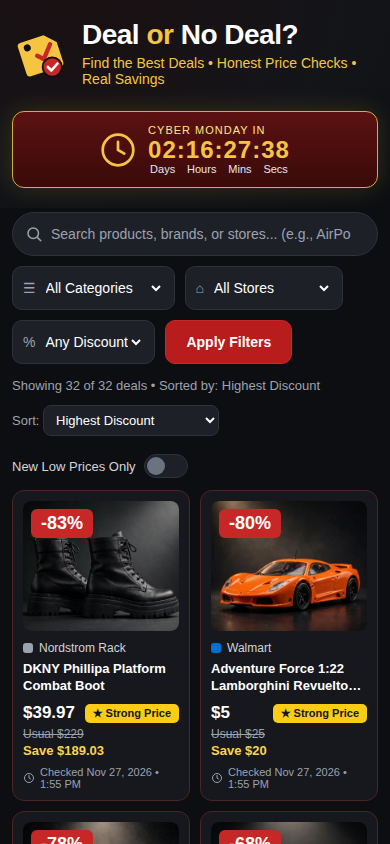 Deal or No Deal?
Find the Best Deals • Honest Price Checks •
Real Savings
CYBER MONDAY IN
02:16:27:38
Days Hours Mins Secs
Search products, brands, or stores... (e.g., AirPo
All Categories
All Stores
% Any Discount
Apply Filters
Showing 32 of 32 deals • Sorted by: Highest Discount
Sort: Highest Discount
New Low Prices Only
-83%
Nordstrom Rack
DKNY Phillipa Platform
Combat Boot
$39.97 ★ Strong Price
Usual $229
Save $189.03
Checked Nov 27, 2026 •
1:55 PM
-80%
Walmart
Adventure Force 1:22
Lamborghini Revuelto...
$5 ★ Strong Price
Usual $25
Save $20
Checked Nov 27, 2026 •
1:55 PM
-78%
-68%